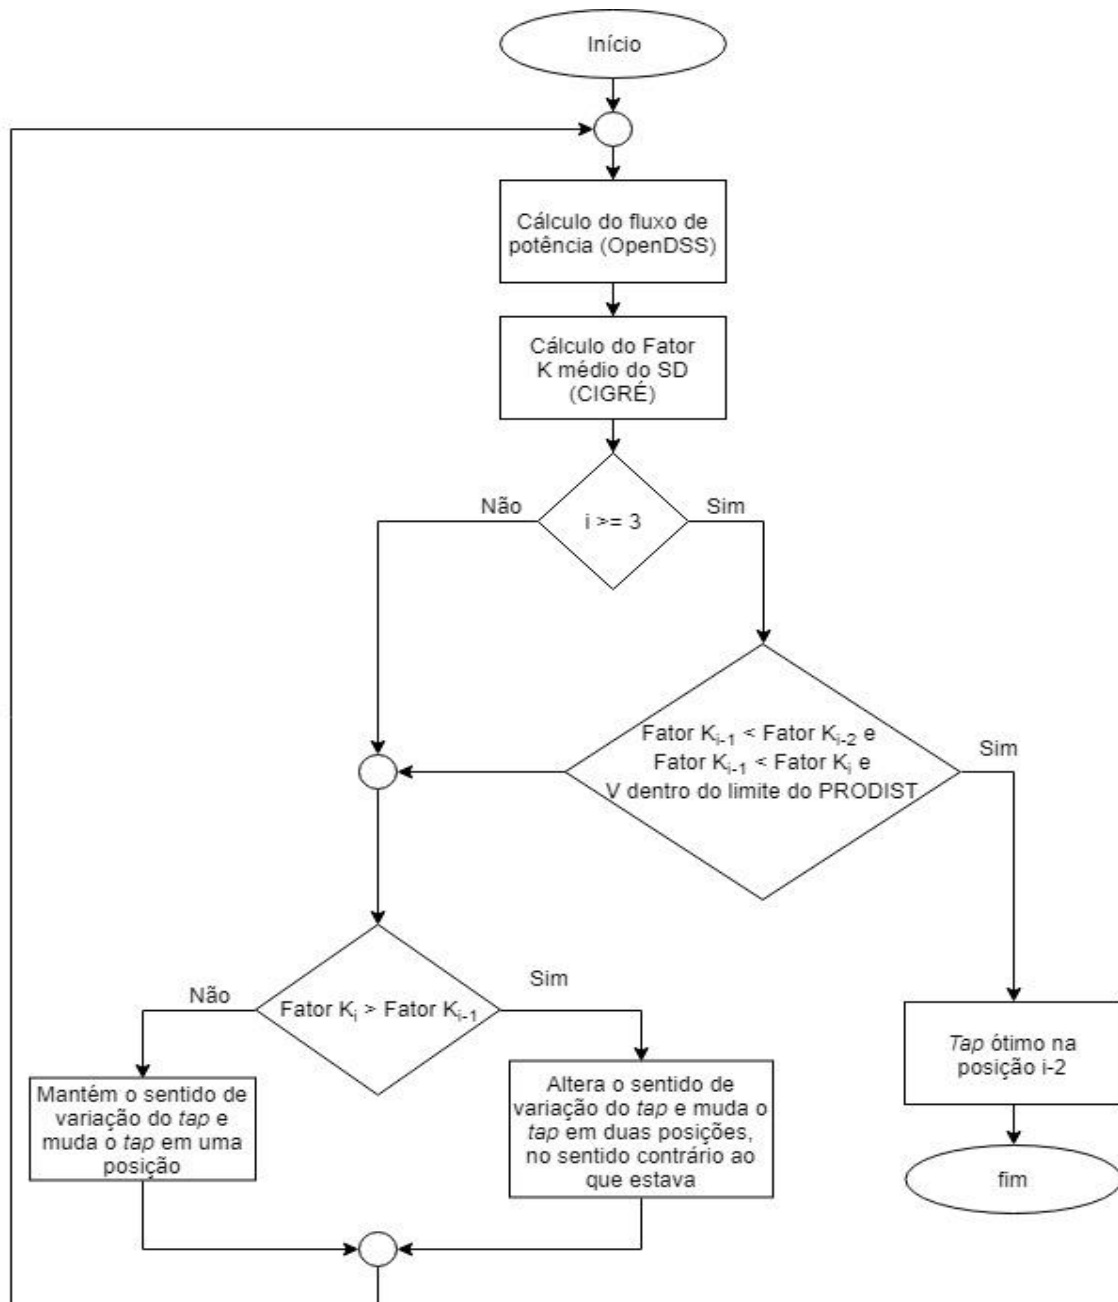 Início
Cálculo do fluxo de
potência (OpenDSS)
Cálculo do Fator
K médio do SD
(CIGRÉ)
Não
Sim
i >= 3
Fator Ki-1 < Fator Ki-2 e
Fator Ki-1 < Fator Ki e
V dentro do limite do PRODIST
Sim
Não
Sim
Fator Ki > Fator Ki-1
Mantém o sentido de
variação do tap e
muda o tap em uma
posição
Altera o sentido de
variação do tap e muda o
tap em duas posições,
no sentido contrário ao
que estava
Tap ótimo na
posição i-2
fim